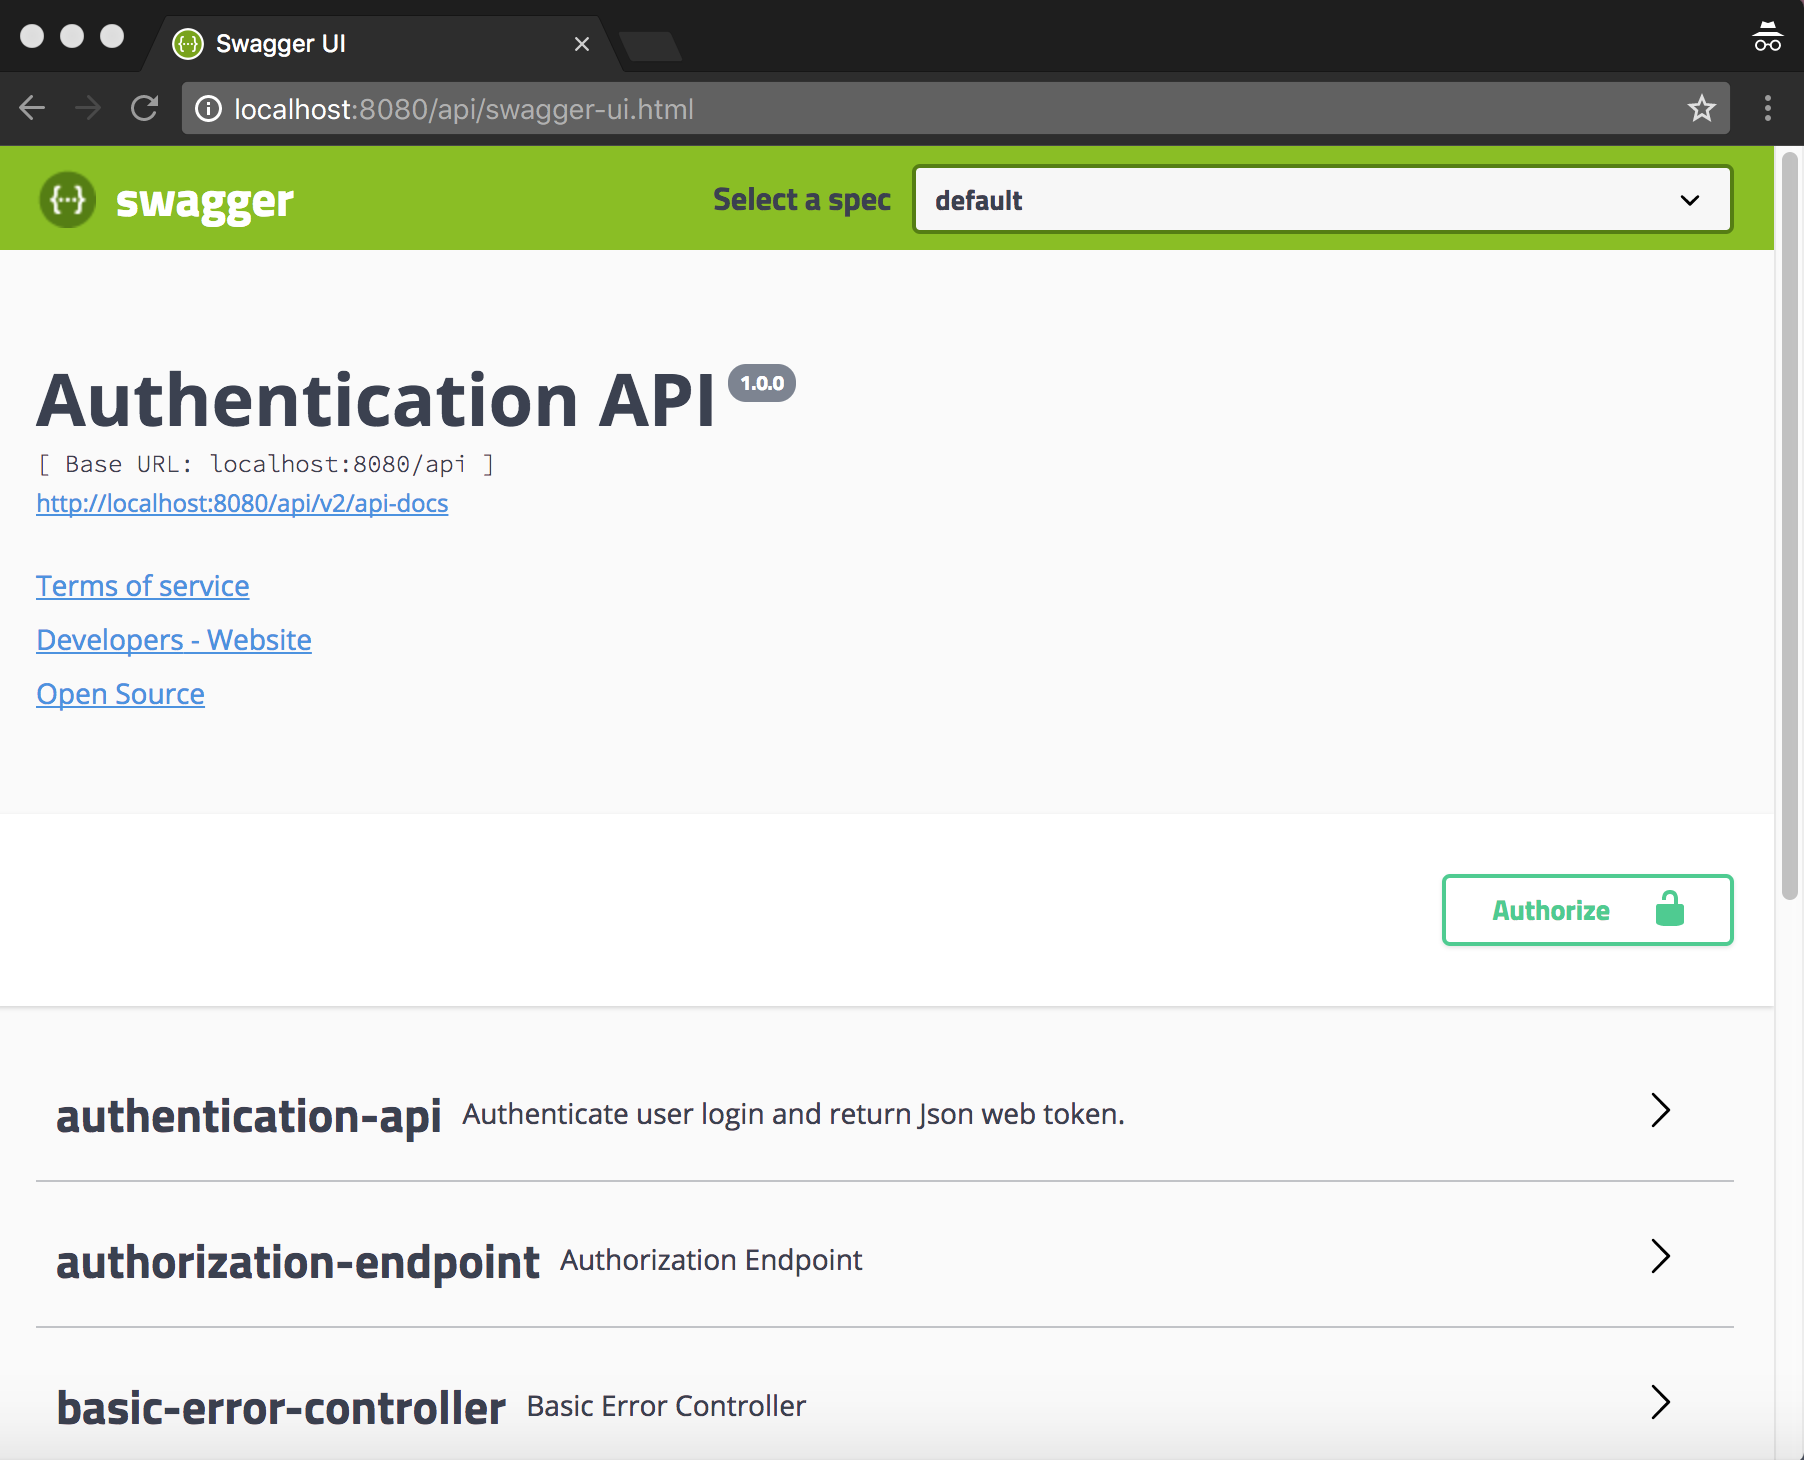 Swagger UI
localhost:8080/api/swagger-ui.html
{···} swagger
Select a spec
default
Authentication API 1.0.0
[ Base URL: localhost:8080/api ]
http://localhost:8080/api/v2/api-docs
Terms of service
Developers - Website
Open Source
Authorize
authentication-api Authenticate user login and return Json web token.
authorization-endpoint Authorization Endpoint
basic-error-controller Basic Error Controller